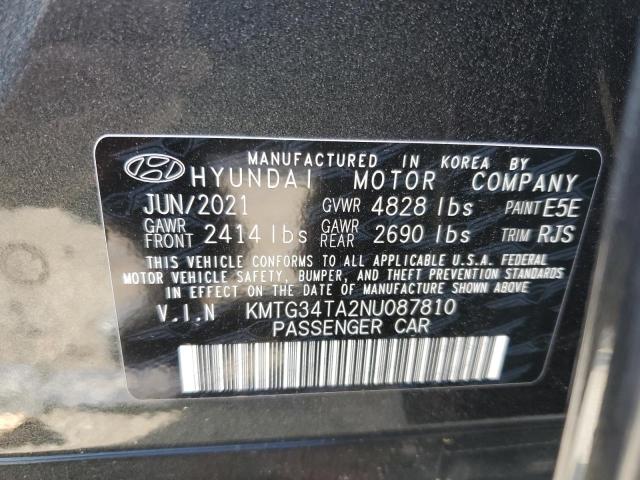 MANUFACTURED IN KOREA BY
HYUNDAI MOTOR COMPANY
JUN/2021 GVWR 4828 lbs PAINT E5E
GAWR FRONT 2414 lbs GAWR REAR 2690 lbs TRIM RJS
THIS VEHICLE CONFORMS TO ALL APPLICABLE U.S.A. FEDERAL
MOTOR VEHICLE SAFETY, BUMPER, AND THEFT PREVENTION STANDARDS
IN EFFECT ON THE DATE OF MANUFACTURE SHOWN ABOVE.
V.I.N KMTG34TA2NU087810
PASSENGER CAR